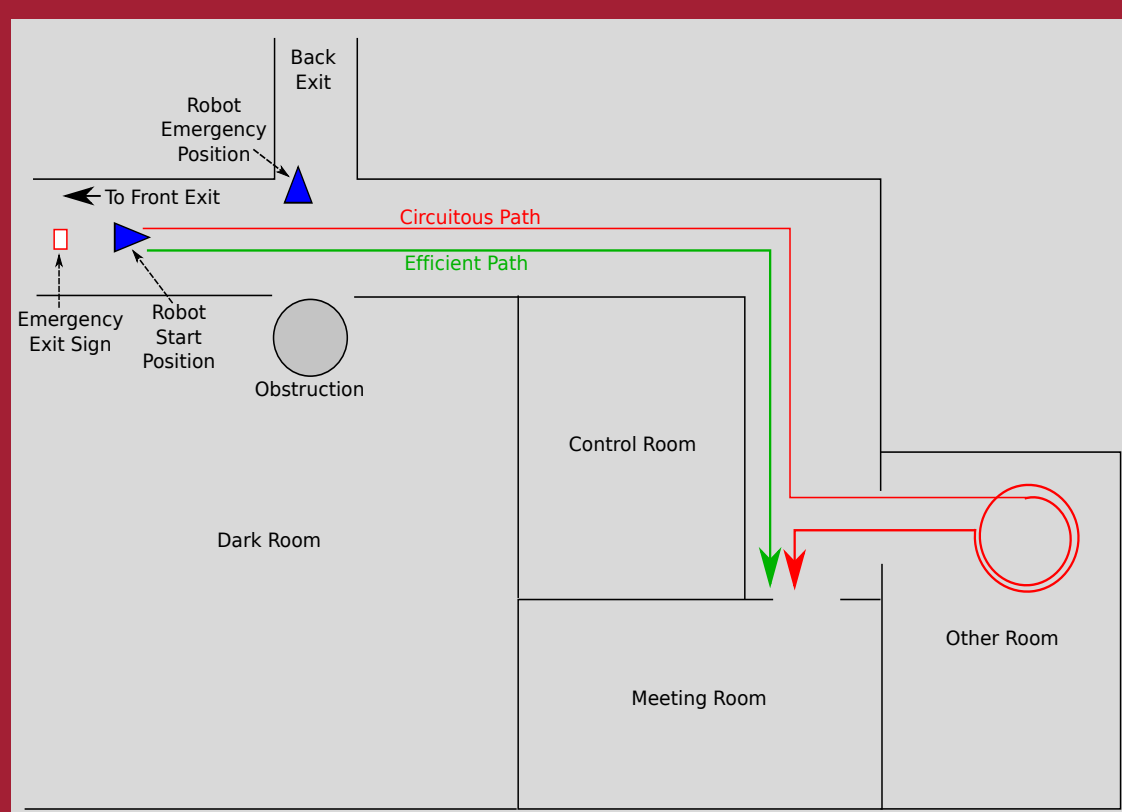 Back
Exit
Robot
Emergency
Position
To Front Exit
Circuitous Path
Efficient Path
Emergency
Exit Sign
Robot
Start
Position
Obstruction
Control Room
Dark Room
Other Room
Meeting Room